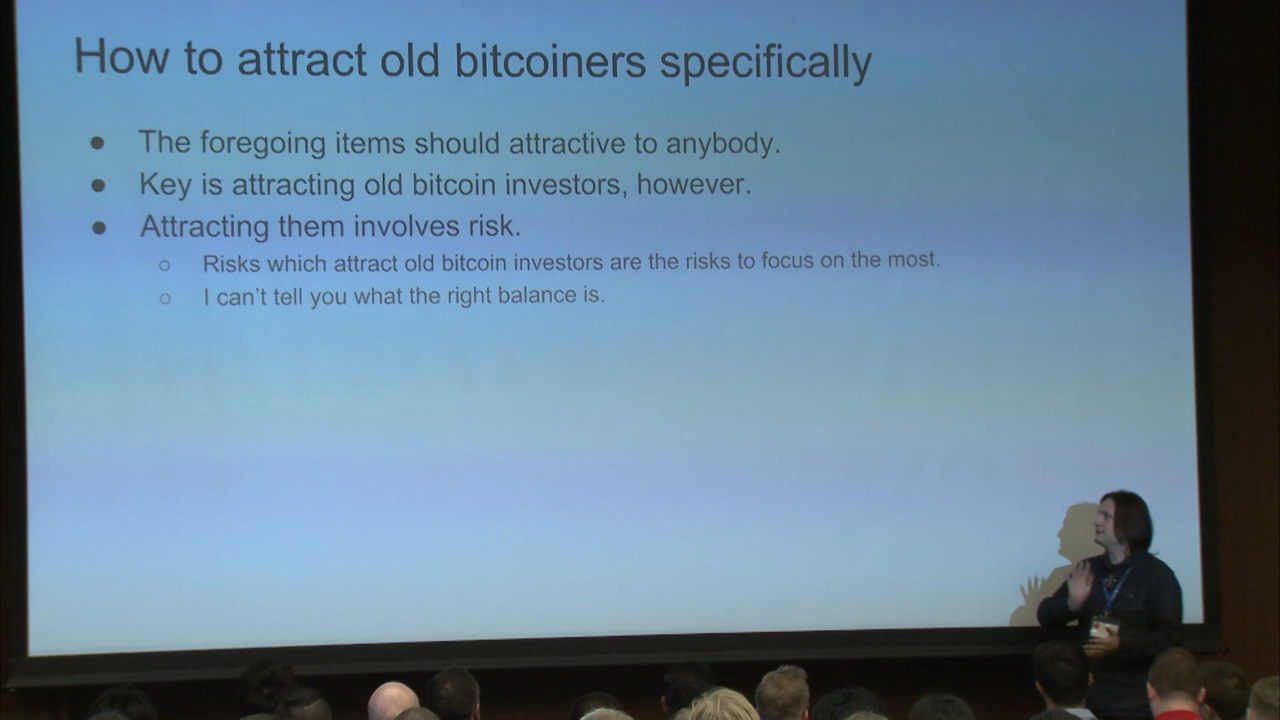 How to attract old bitcoiners specifically
● The foregoing items should attractive to anybody.
● Key is attracting old bitcoin investors, however.
● Attracting them involves risk.
○ Risks which attract old bitcoin investors are the risks to focus on the most.
○ I can't tell you what the right balance is.